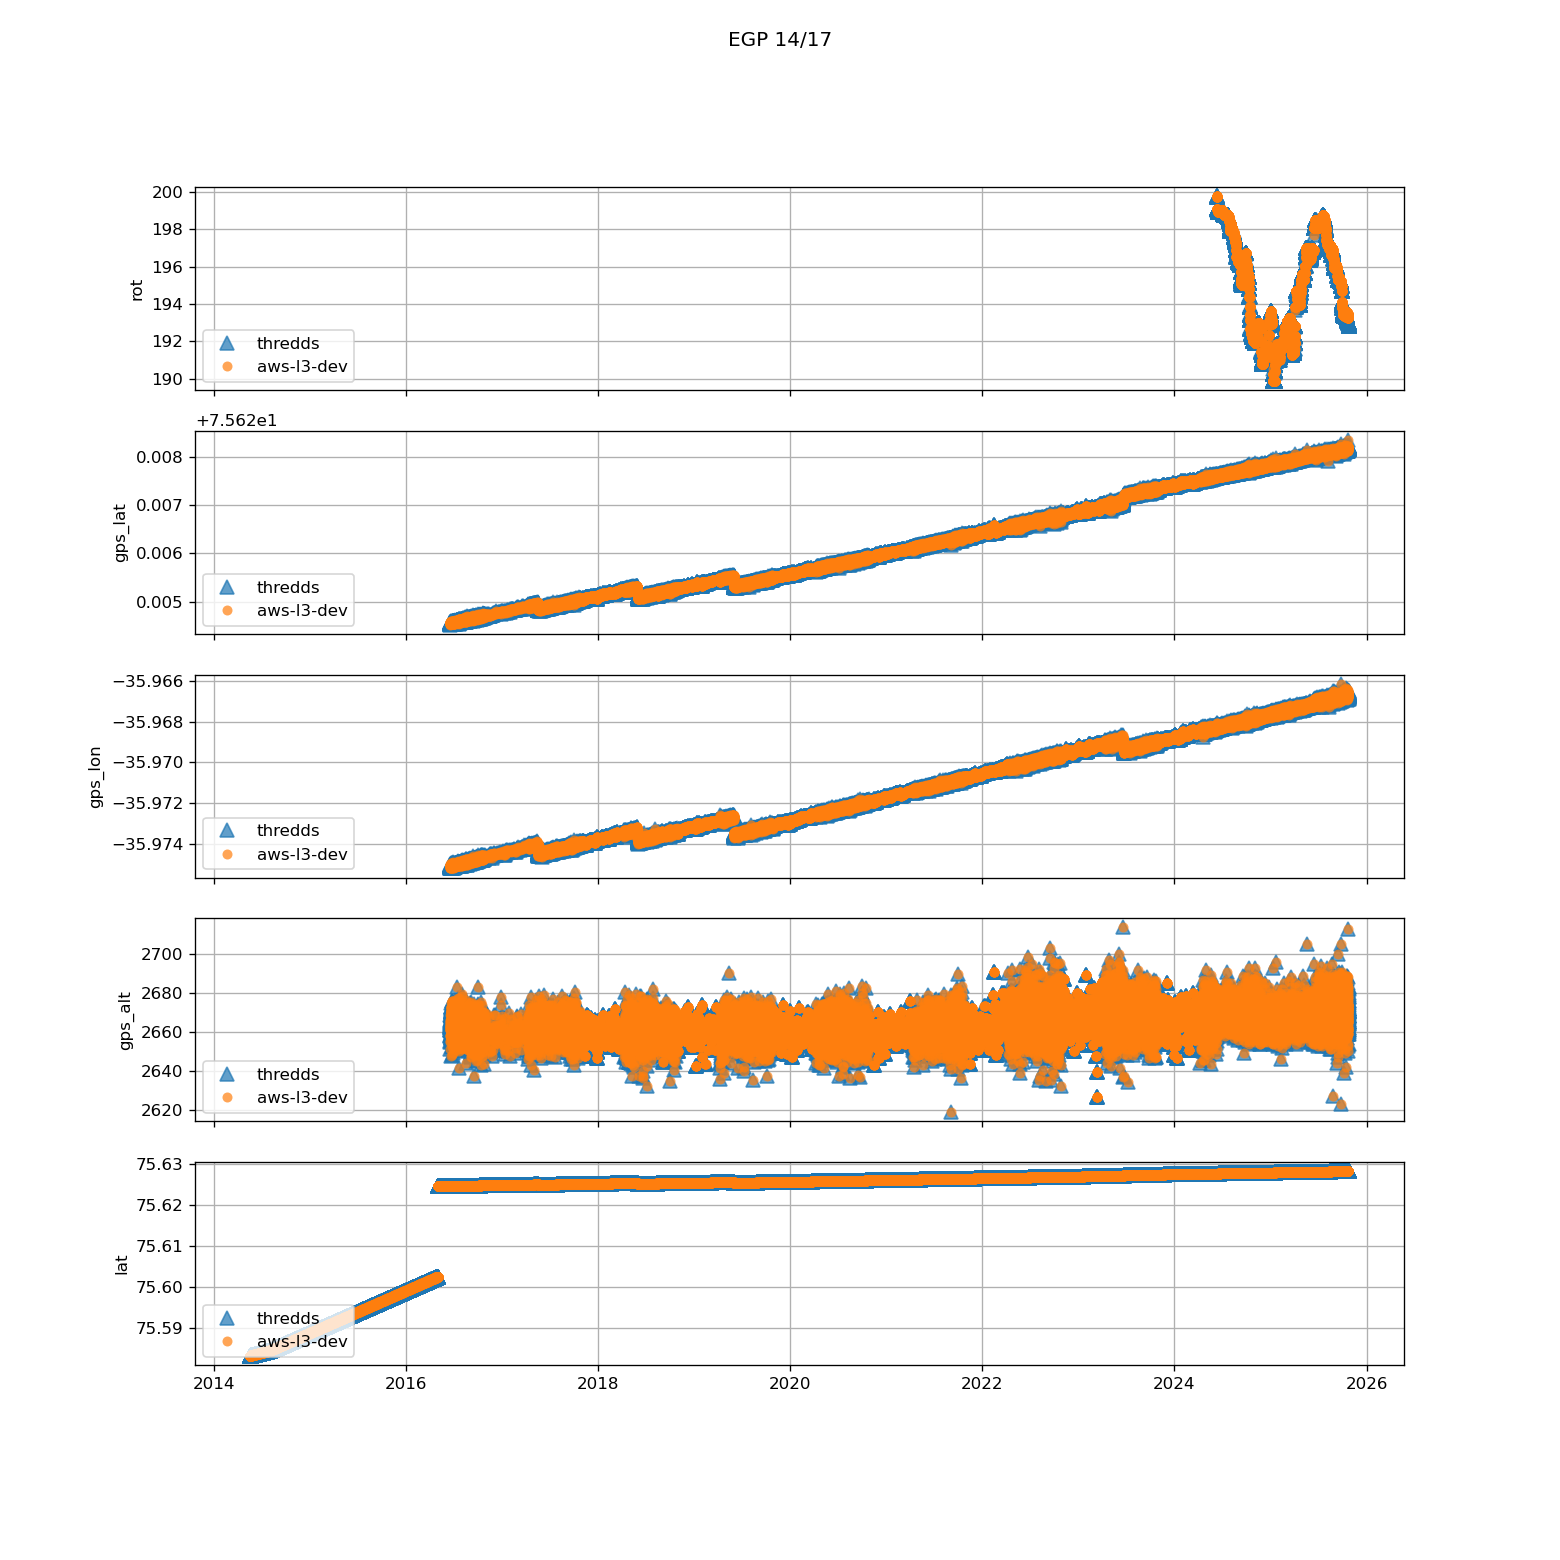 EGP 14/17
200
198
196
194
192
190
rot
thredds
aws-l3-dev
+7.562e1
0.008
0.007
0.006
0.005
gps_lat
thredds
aws-l3-dev
−35.966
−35.968
−35.970
−35.972
−35.974
gps_lon
thredds
aws-l3-dev
2700
2680
2660
2640
2620
gps_alt
thredds
aws-l3-dev
75.63
75.62
75.61
75.60
75.59
lat
thredds
aws-l3-dev
2014 2016 2018 2020 2022 2024 2026